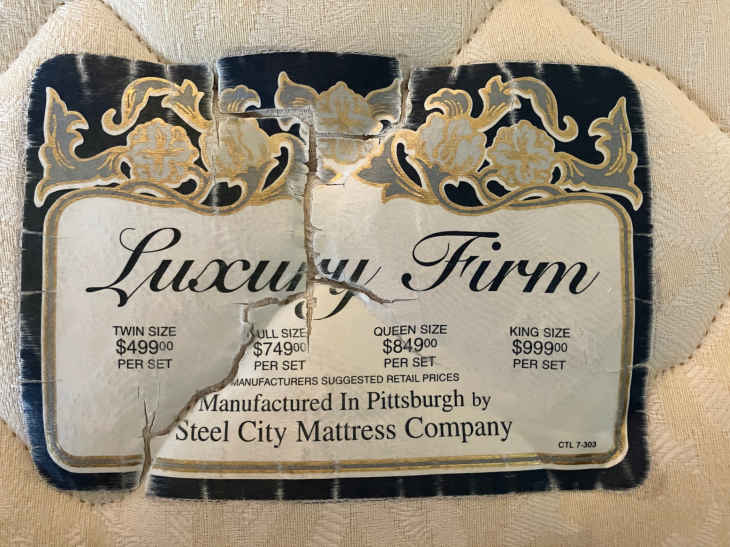 Luxury Firm
TWIN SIZE FULL SIZE QUEEN SIZE KING SIZE
$499⁰⁰ $749⁰⁰ $849⁰⁰ $999⁰⁰
PER SET PER SET PER SET PER SET
MANUFACTURERS SUGGESTED RETAIL PRICES
Manufactured In Pittsburgh by
Steel City Mattress Company
CTL 7-303